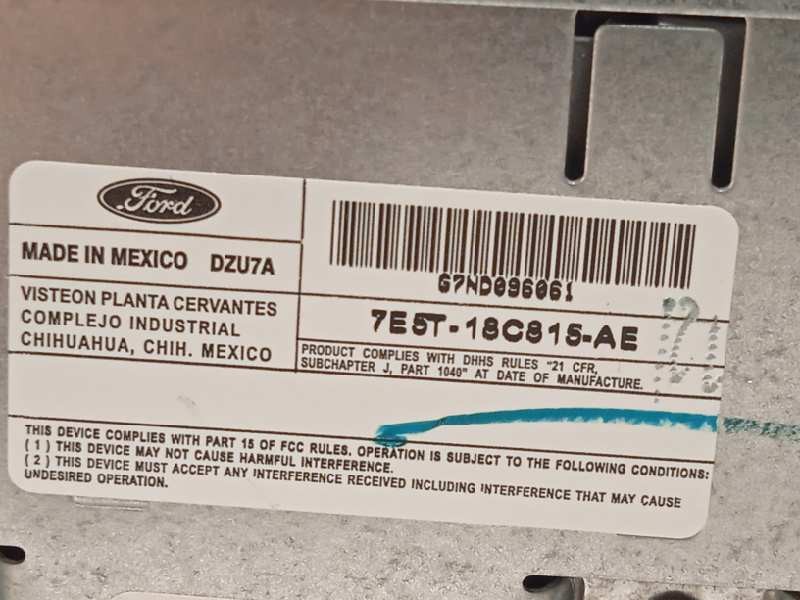 Ford
MADE IN MEXICO DZU7A
VISTEON PLANTA CERVANTES
COMPLEJO INDUSTRIAL
CHIHUAHUA, CHIH. MEXICO
G7ND096061
7E5T-18C815-AE
PRODUCT COMPLIES WITH DHHS RULES "21 CFR,
SUBCHAPTER J, PART 1040" AT DATE OF MANUFACTURE.
THIS DEVICE COMPLIES WITH PART 15 OF FCC RULES. OPERATION IS SUBJECT TO THE FOLLOWING CONDITIONS:
(1) THIS DEVICE MAY NOT CAUSE HARMFUL INTERFERENCE.
(2) THIS DEVICE MUST ACCEPT ANY INTERFERENCE RECEIVED INCLUDING INTERFERENCE THAT MAY CAUSE
UNDESIRED OPERATION.